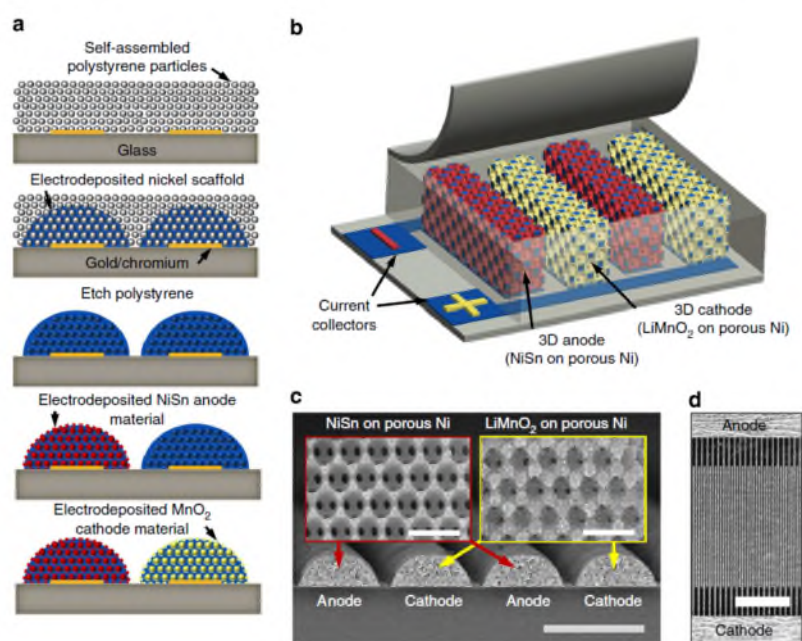 a
Self-assembled
polystyrene particles
Glass
Electrodeposited nickel scaffold
Gold/chromium
Etch polystyrene
Electrodeposited NiSn anode
material
Electrodeposited MnO₂
cathode material
b
Current
collectors
3D anode
(NiSn on porous Ni)
3D cathode
(LiMnO₂ on porous Ni)
c
NiSn on porous Ni
LiMnO₂ on porous Ni
Anode
Cathode
Anode
Cathode
d
Anode
Cathode